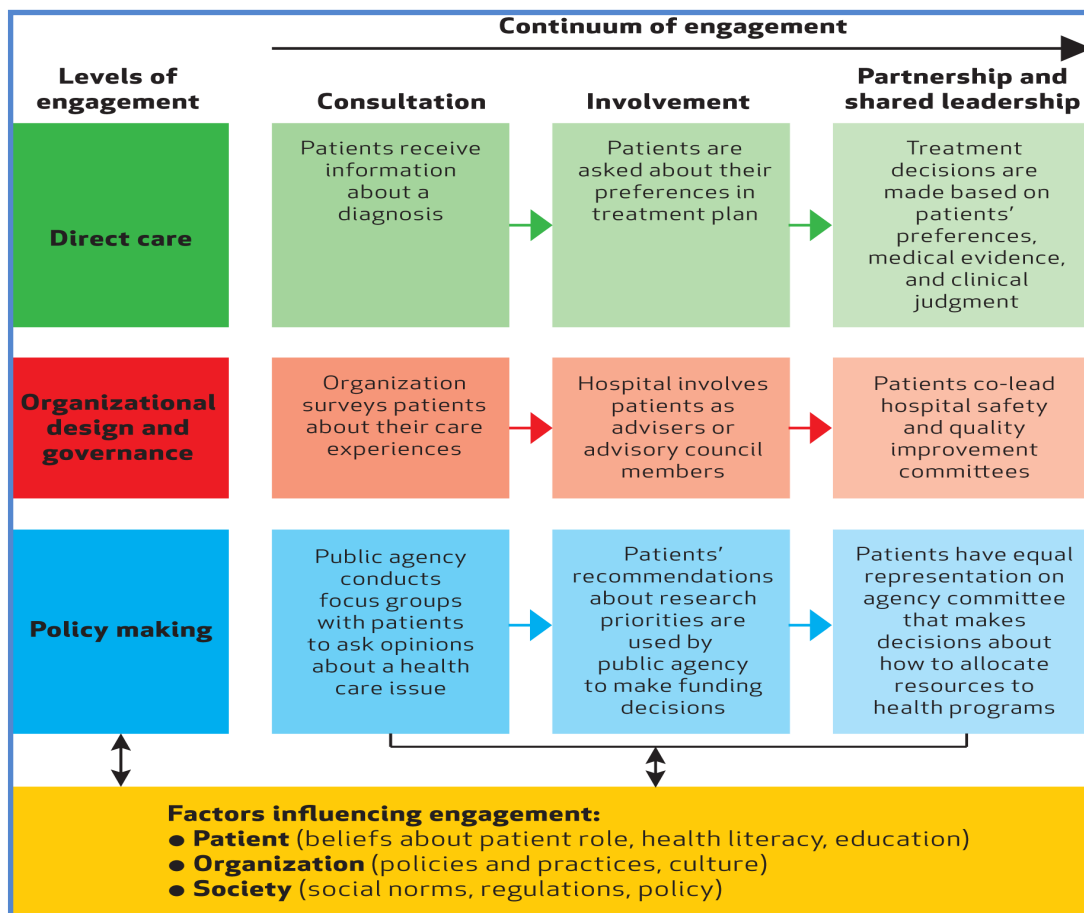 Continuum of engagement
Levels of
engagement
Consultation
Involvement
Partnership and
shared leadership
Direct care
Patients receive
information
about a
diagnosis
Patients are
asked about their
preferences in
treatment plan
Treatment
decisions are
made based on
patients’
preferences,
medical evidence,
and clinical
judgment
Organizational
design and
governance
Organization
surveys patients
about their care
experiences
Hospital involves
patients as
advisers or
advisory council
members
Patients co-lead
hospital safety
and quality
improvement
committees
Policy making
Public agency
conducts
focus groups
with patients
to ask opinions
about a health
care issue
Patients’
recommendations
about research
priorities are
used by
public agency
to make funding
decisions
Patients have equal
representation on
agency committee
that makes
decisions about
how to allocate
resources to
health programs
Factors influencing engagement:
● Patient (beliefs about patient role, health literacy, education)
● Organization (policies and practices, culture)
● Society (social norms, regulations, policy)